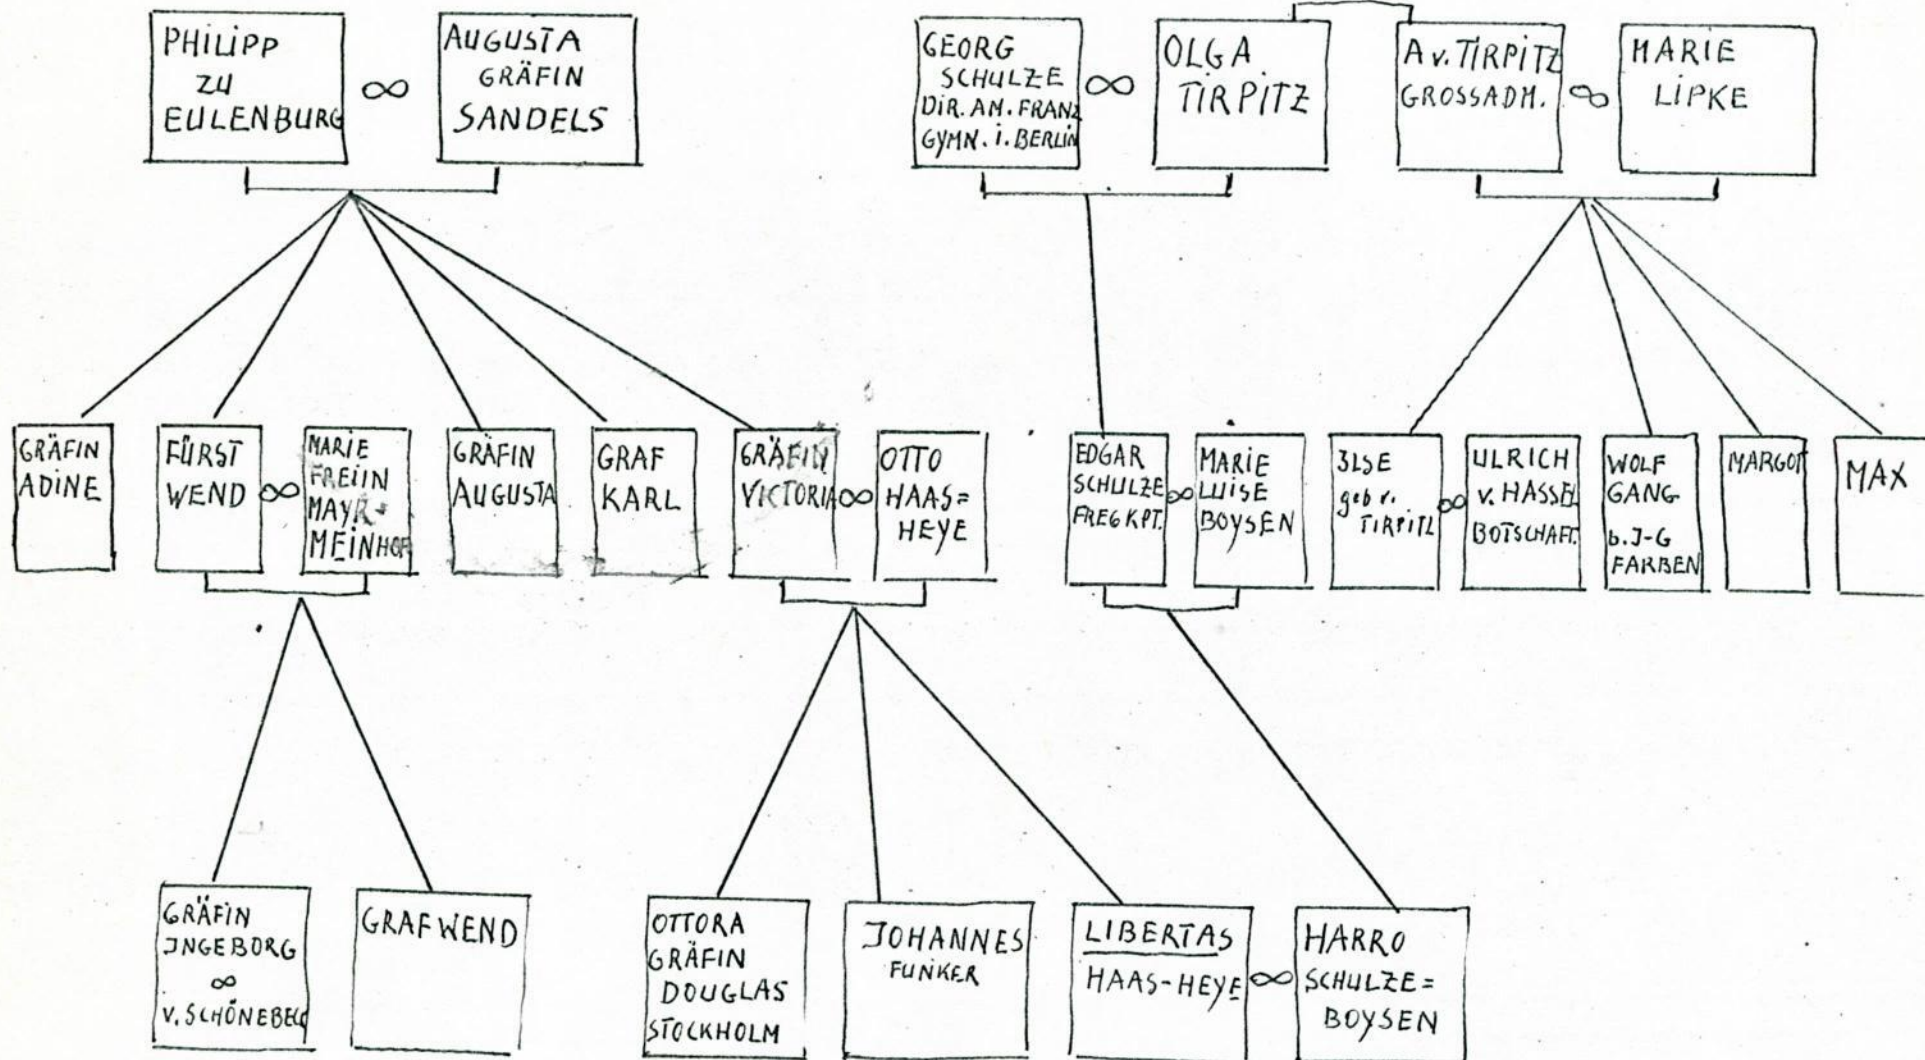 PHILIPP
ZU
EULENBURG
∞
AUGUSTA
GRÄFIN
SANDELS
GEORG
SCHULZE
DIR. AM. FRANZ
GYMN. i. BERLIN
∞
OLGA
TIRPITZ
A v. TIRPITZ
GROSSADM.
∞
MARIE
LIPKE
GRÄFIN
ADINE
FÜRST
WEND
∞
MARIE
FREIIN
MAYR-
MEINHOF
GRÄFIN
AUGUSTA
GRAF
KARL
GRÄFIN
VICTORIA
∞
OTTO
HAAS=
HEYE
EDGAR
SCHULZE
FREGKPT.
∞
MARIE
LUISE
BOYSEN
ILSE
geb v.
TIRPITZ
∞
ULRICH
v. HASSEL
BOTSCHAFT.
WOLF
GANG
b. J-G
FARBEN
MARGOT
MAX
GRÄFIN
JNGEBORG
∞
v. SCHÖNEBECK
GRAF WEND
OTTORA
GRÄFIN
DOUGLAS
STOCKHOLM
JOHANNES
FUNKER
LIBERTAS
HAAS-HEYE
∞
HARRO
SCHULZE=
BOYSEN